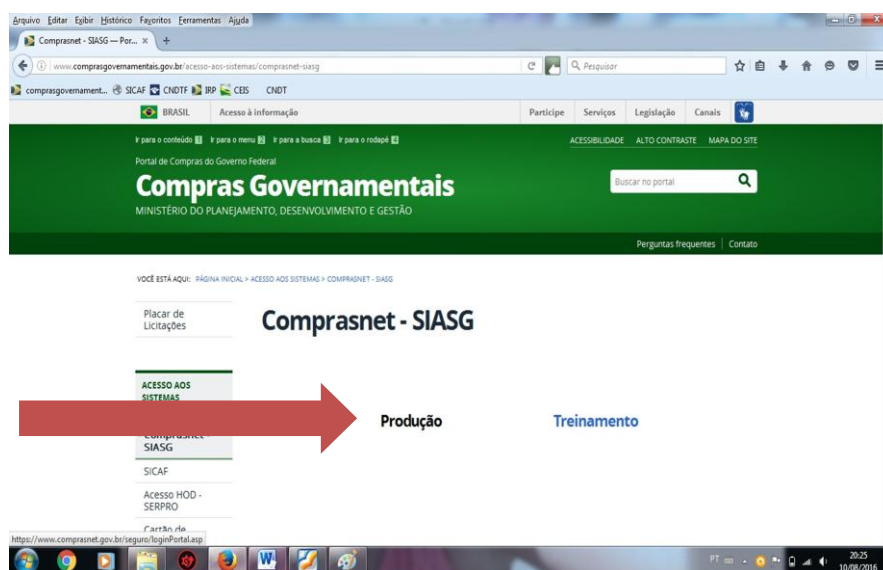 Arquivo Editar Exibir Histórico Favoritos Ferramentas Ajuda
Comprasnet - SIASG — Por... × +
www.comprasgovernamentais.gov.br/acesso-aos-sistemas/comprasnet-siasg
Pesquisar
comprasgovernament... SICAF CNDTF IRP CEIS CNDT
BRASIL Acesso à informação Participe Serviços Legislação Canais
Ir para o conteúdo 1 Ir para o menu 2 Ir para a busca 3 Ir para o rodapé 4 ACESSIBILIDADE ALTO CONTRASTE MAPA DO SITE
Portal de Compras do Governo Federal
Compras Governamentais
Buscar no portal
MINISTÉRIO DO PLANEJAMENTO, DESENVOLVIMENTO E GESTÃO
Perguntas frequentes | Contato
VOCÊ ESTÁ AQUI: PÁGINA INICIAL > ACESSO AOS SISTEMAS > COMPRASNET - SIASG
Placar de
Licitações
Comprasnet - SIASG
ACESSO AOS
SISTEMAS
Produção Treinamento
Comprasnet -
SIASG
SICAF
Acesso HOD -
SERPRO
Cartão de
https://www.comprasnet.gov.br/seguro/loginPortal.asp
PT
20:25
10/08/2016